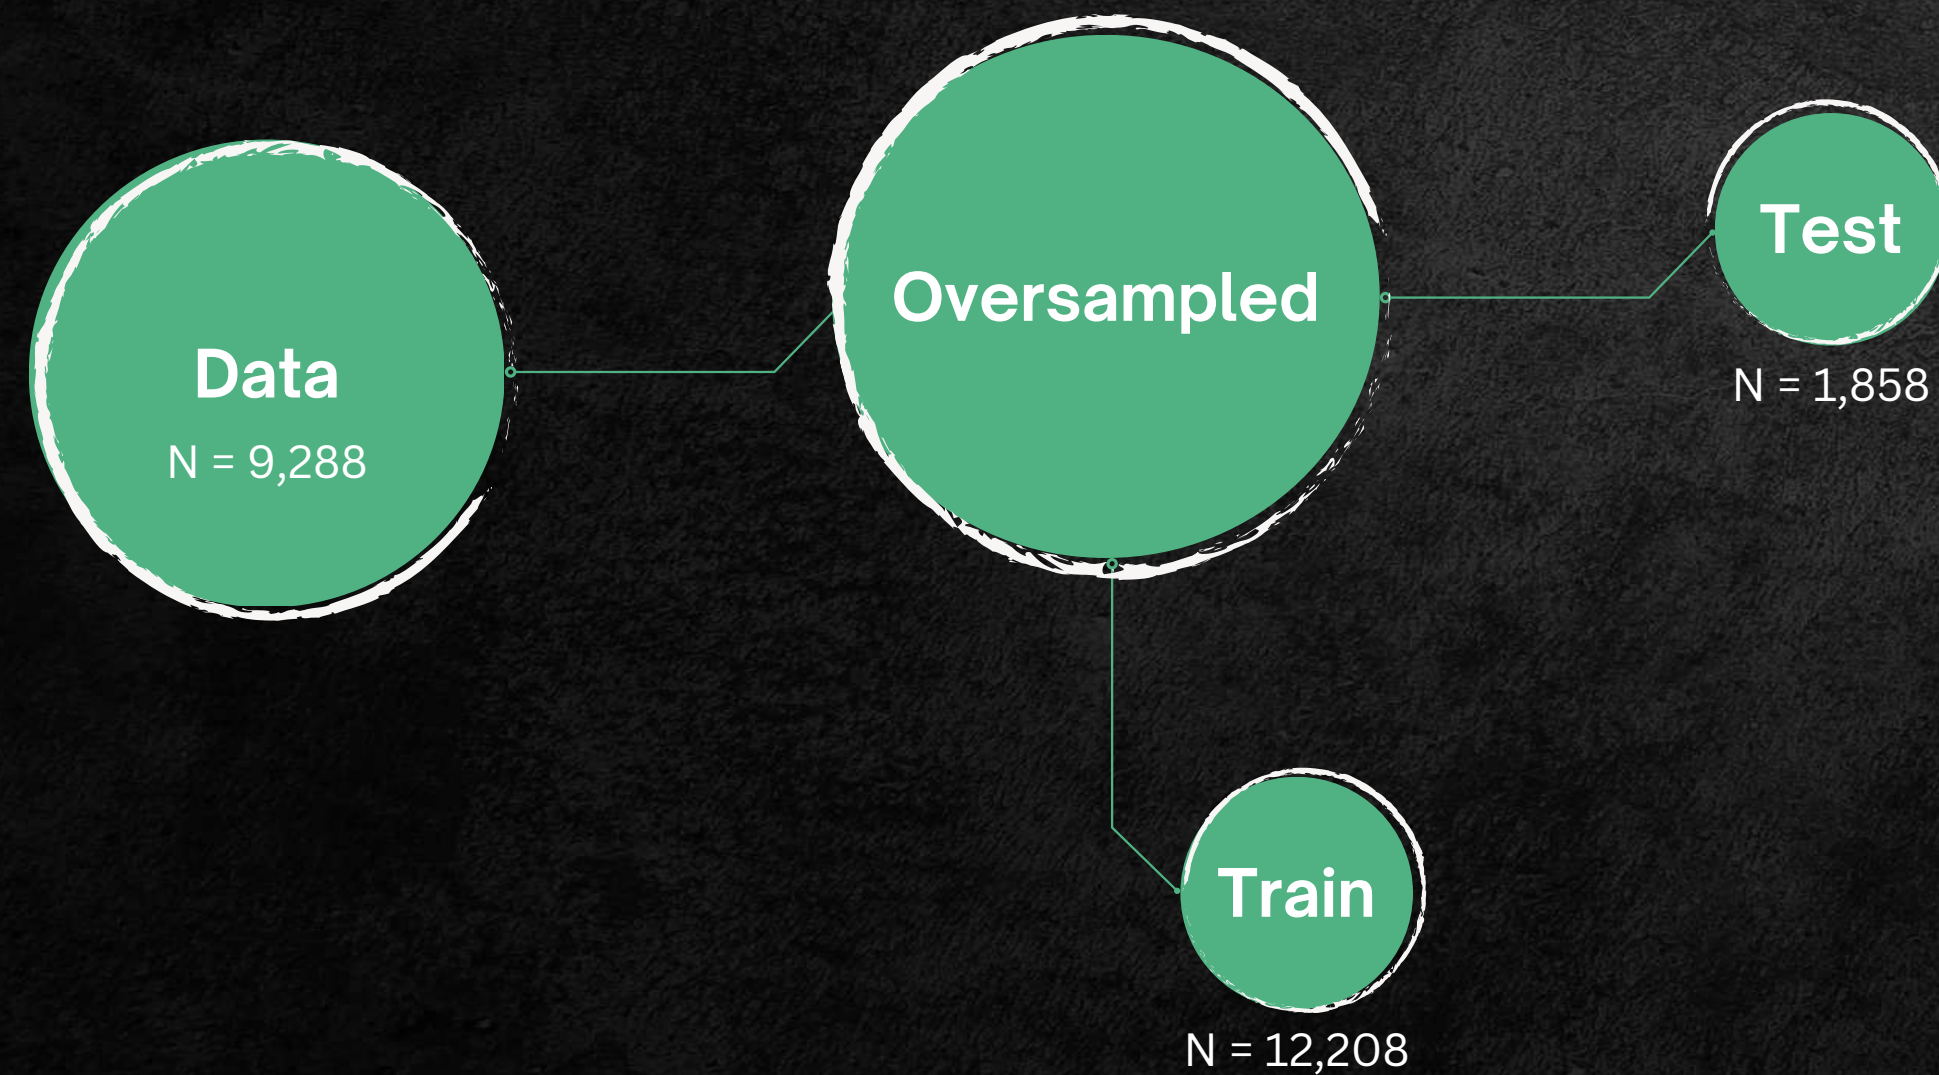 Data
N = 9,288
Oversampled
Test
N = 1,858
Train
N = 12,208